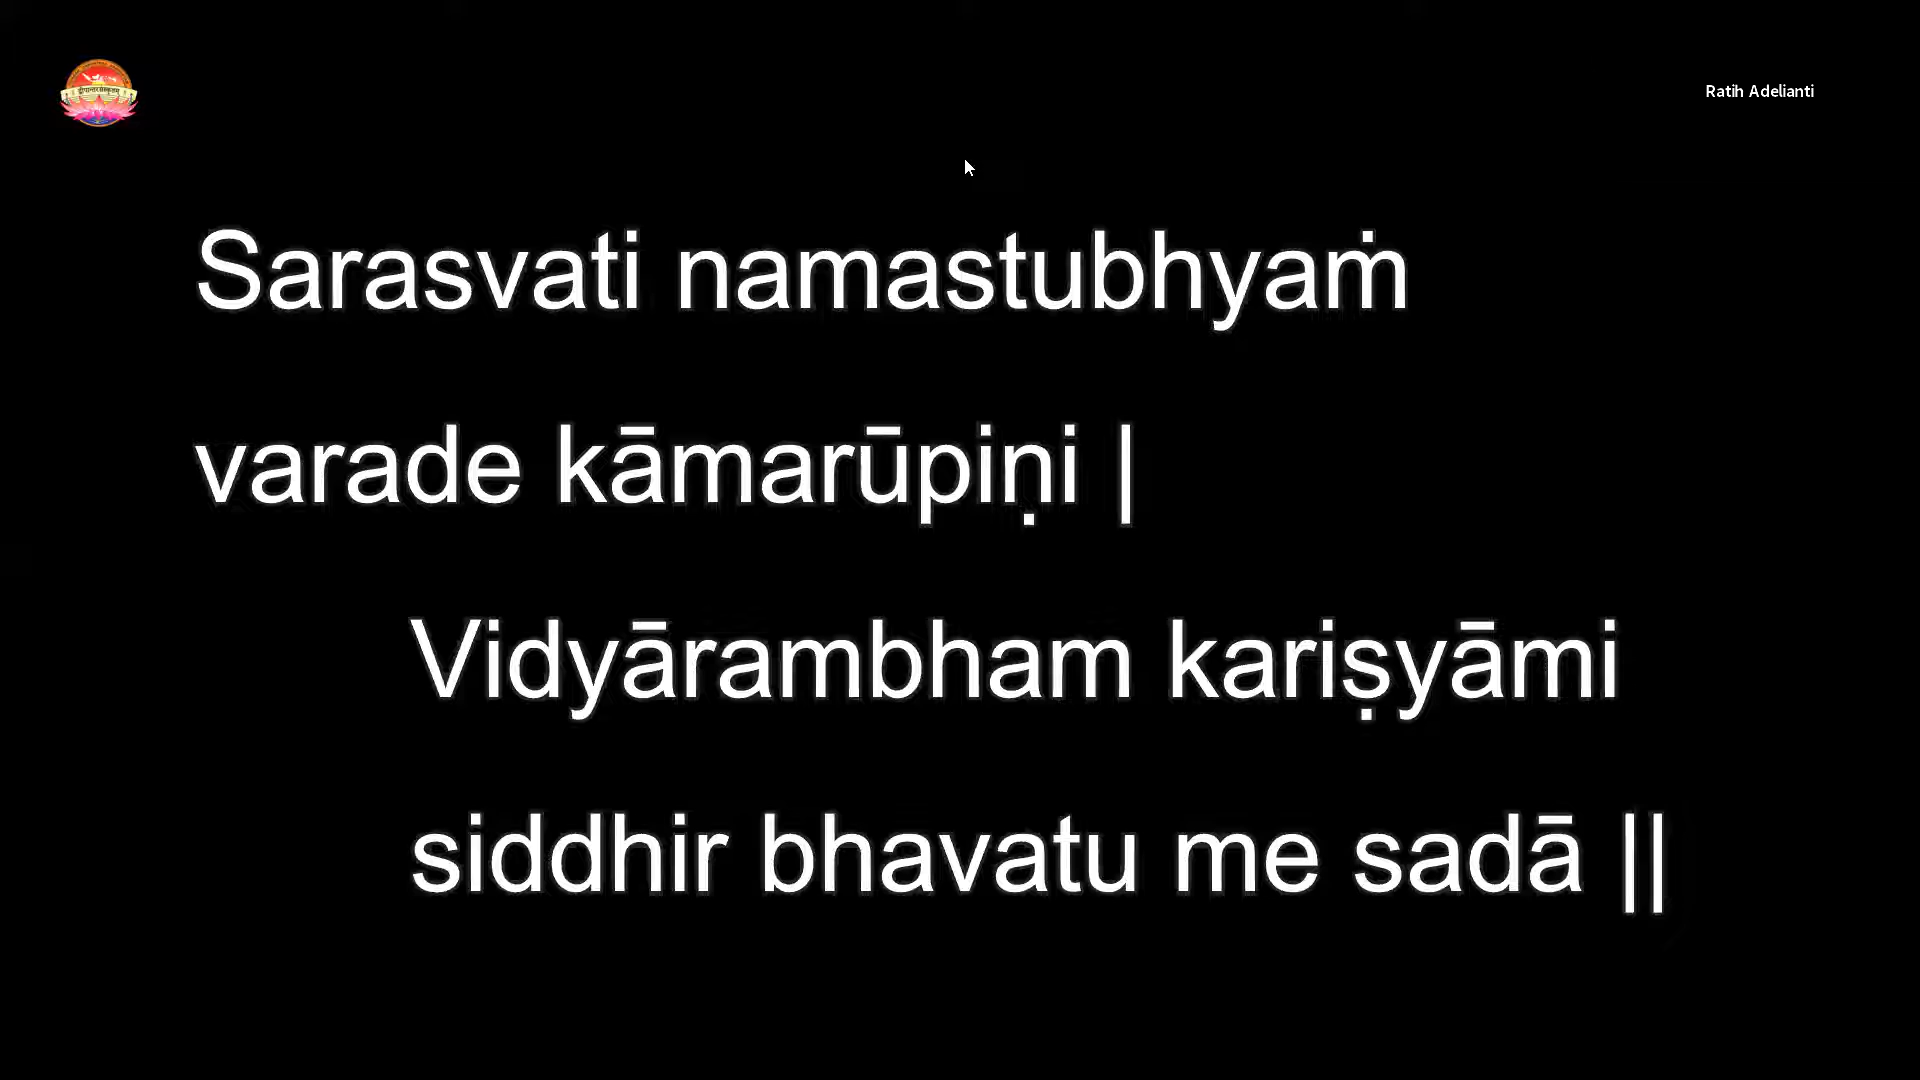 Ratih Adelianti
Sarasvati namastubhyaṁ
varade kāmarūpiṇi |
Vidyārambham kariṣyāmi
siddhir bhavatu me sadā ||